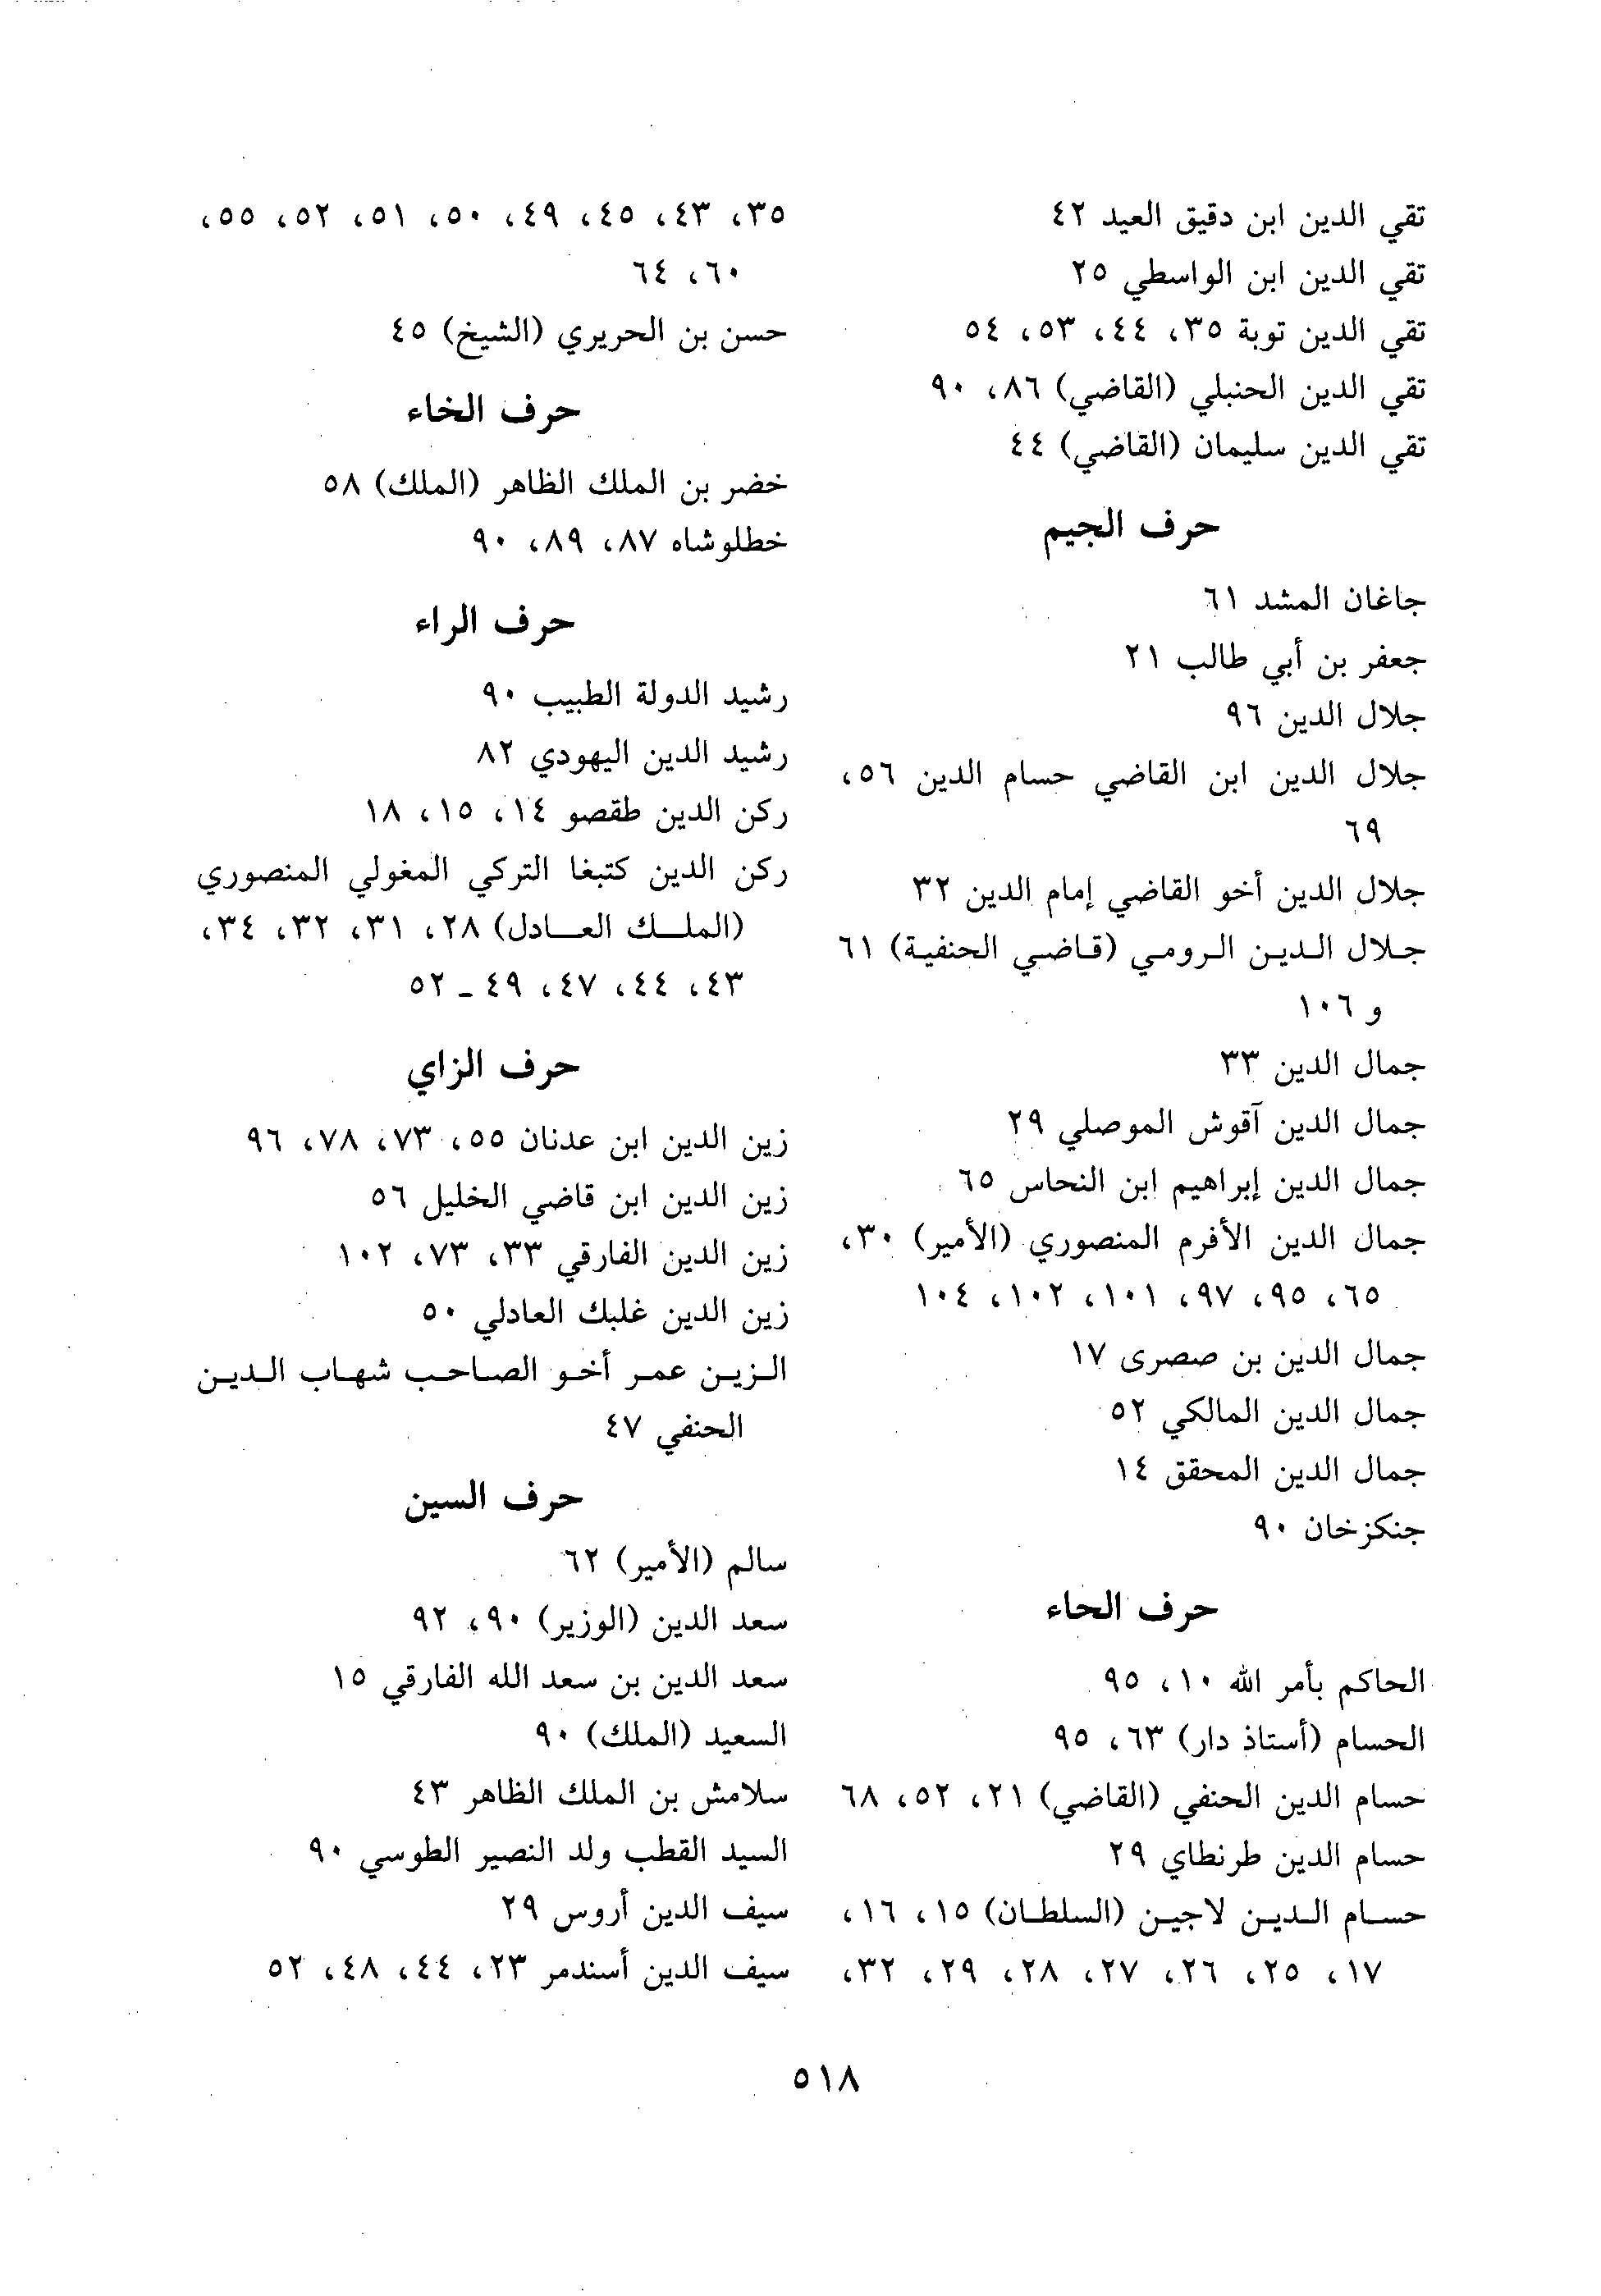 تقي الدين ابن دقيق العيد ٤٢
تقي الدين ابن الواسطي ٢٥
تقي الدين توبة ٣٥، ٤٤، ٥٣، ٥٤
تقي الدين الحنبلي (القاضي) ٨٦، ٩٠
تقي الدين سليمان (القاضي) ٤٤
حرف الجيم
جاغان المشد ٦١
جعفر بن أبي طالب ٢١
جلال الدين ٩٦
جلال الدين ابن القاضي حسام الدين ٥٦،
٦٩
جلال الدين أخو القاضي إمام الدين ٣٢
جلال الدين الرومي (قاضي الحنفية) ٦١
و ١٠٦
جمال الدين ٣٣
جمال الدين آقوش الموصلي ٢٩
جمال الدين إبراهيم ابن النحاس ٦٥
جمال الدين الأفرم المنصوري (الأمير) ٣٠،
٦٥، ٩٥، ٩٧، ١٠١، ١٠٢، ١٠٤
جمال الدين بن صصرى ١٧
جمال الدين المالكي ٥٢
جمال الدين المحقق ١٤
جنكزخان ٩٠
حرف الحاء
الحاكم بأمر الله ١٠، ٩٥
الحسام (أستاذ دار) ٦٣، ٩٥
حسام الدين الحنفي (القاضي) ٢١، ٥٢، ٦٨
حسام الدين طرنطاي ٢٩
حسام الدين لاجين (السلطان) ١٥، ١٦،
١٧، ٢٥، ٢٦، ٢٧، ٢٨، ٢٩، ٣٢،
٣٥، ٤٣، ٤٥، ٤٩، ٥٠، ٥١، ٥٢، ٥٥،
٦٠، ٦٤
حسن بن الحريري (الشيخ) ٤٥
حرف الخاء
خضر بن الملك الظاهر (الملك) ٥٨
خطلوشاه ٨٧، ٨٩، ٩٠
حرف الراء
رشيد الدولة الطبيب ٩٠
رشيد الدين اليهودي ٨٢
ركن الدين طقصو ١٤، ١٥، ١٨
ركن الدين كتبغا التركي المغولي المنصوري
(الملك العادل) ٢٨، ٣١، ٣٢، ٣٤،
٤٣، ٤٤، ٤٧، ٤٩ ـ ٥٢
حرف الزاي
زين الدين ابن عدنان ٥٥، ٧٣، ٧٨، ٩٦
زين الدين ابن قاضي الخليل ٥٦
زين الدين الفارقي ٣٣، ٧٣، ١٠٢
زين الدين غلبك العادلي ٥٠
الزين عمر أخو الصاحب شهاب الدين
الحنفي ٤٧
حرف السين
سالم (الأمير) ٦٢
سعد الدين (الوزير) ٩٠، ٩٢
سعد الدين بن سعد الله الفارقي ١٥
السعيد (الملك) ٩٠
سلامش بن الملك الظاهر ٤٣
السيد القطب ولد النصير الطوسي ٩٠
سيف الدين أروس ٢٩
سيف الدين أسندمر ٢٣، ٤٤، ٤٨، ٥٢
٥١٨